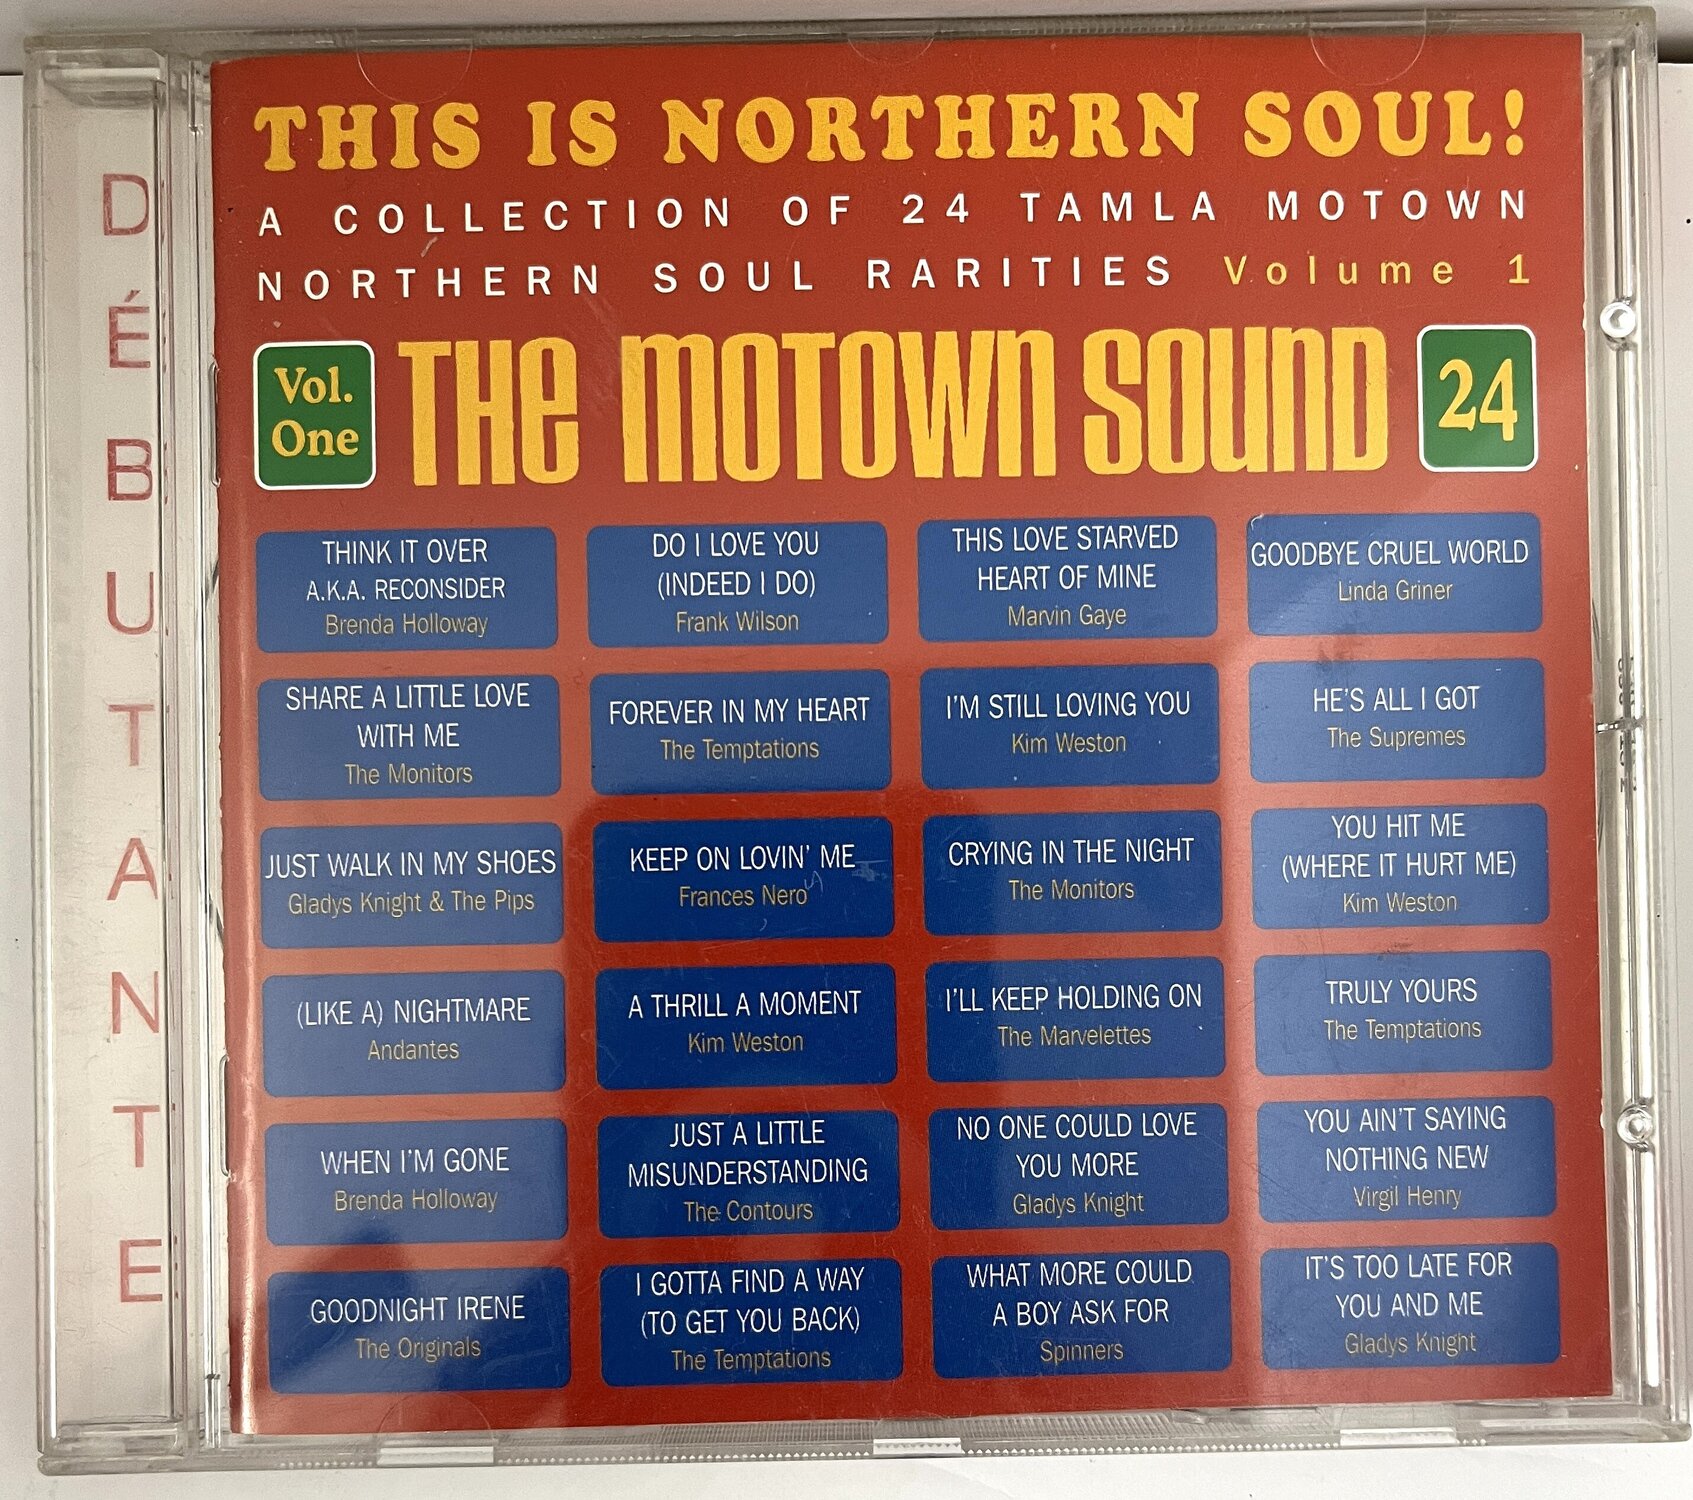 DÉBUTANTE
THIS IS NORTHERN SOUL!
A COLLECTION OF 24 TAMLA MOTOWN
NORTHERN SOUL RARITIES Volume 1
Vol.
One
THE MOTOWN SOUND
24
THINK IT OVER
A.K.A. RECONSIDER
Brenda Holloway
DO I LOVE YOU
(INDEED I DO)
Frank Wilson
THIS LOVE STARVED
HEART OF MINE
Marvin Gaye
GOODBYE CRUEL WORLD
Linda Griner
SHARE A LITTLE LOVE
WITH ME
The Monitors
FOREVER IN MY HEART
The Temptations
I'M STILL LOVING YOU
Kim Weston
HE'S ALL I GOT
The Supremes
JUST WALK IN MY SHOES
Gladys Knight & The Pips
KEEP ON LOVIN' ME
Frances Nero
CRYING IN THE NIGHT
The Monitors
YOU HIT ME
(WHERE IT HURT ME)
Kim Weston
(LIKE A) NIGHTMARE
Andantes
A THRILL A MOMENT
Kim Weston
I'LL KEEP HOLDING ON
The Marvelettes
TRULY YOURS
The Temptations
WHEN I'M GONE
Brenda Holloway
JUST A LITTLE
MISUNDERSTANDING
The Contours
NO ONE COULD LOVE
YOU MORE
Gladys Knight
YOU AIN'T SAYING
NOTHING NEW
Virgil Henry
GOODNIGHT IRENE
The Originals
I GOTTA FIND A WAY
(TO GET YOU BACK)
The Temptations
WHAT MORE COULD
A BOY ASK FOR
Spinners
IT'S TOO LATE FOR
YOU AND ME
Gladys Knight